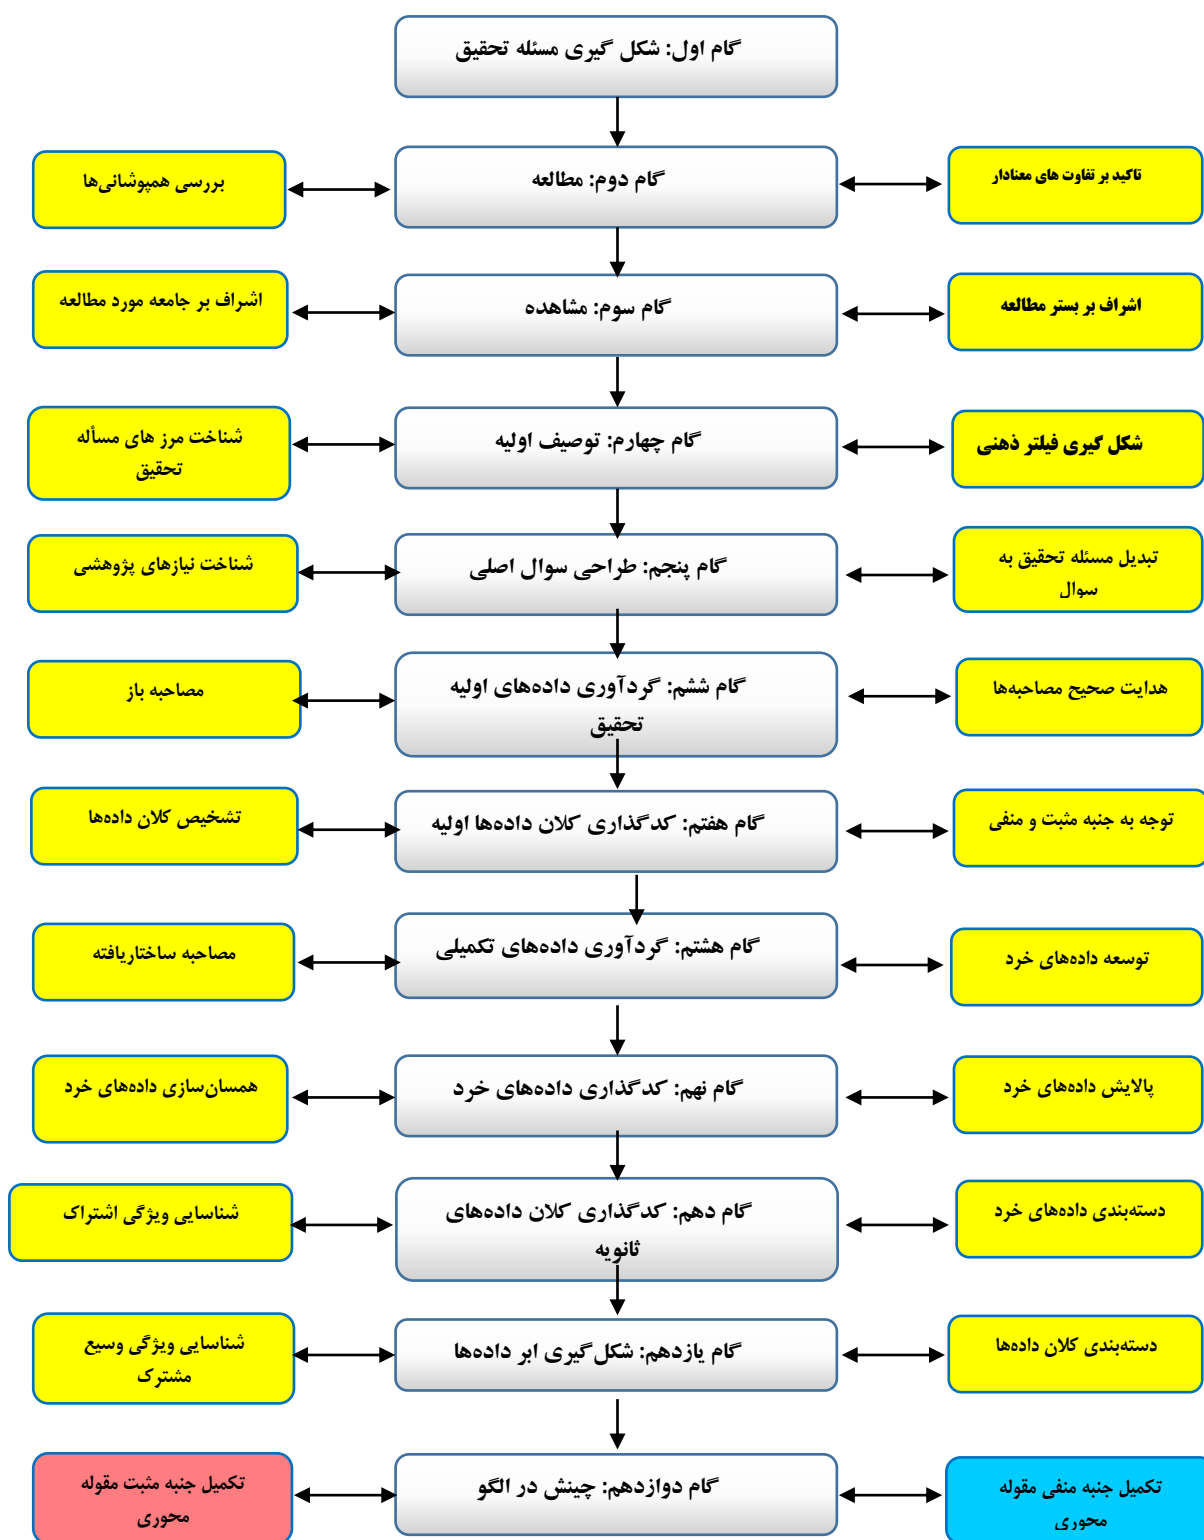 گام اول: شکل گیری مسئله تحقیق
تاکید بر تفاوت های معنادار
گام دوم: مطالعه
بررسی همپوشانی‌ها
اشراف بر بستر مطالعه
گام سوم: مشاهده
اشراف بر جامعه مورد مطالعه
شکل گیری فیلتر ذهنی
گام چهارم: توصیف اولیه
شناخت مرز های مسأله
تحقیق
تبدیل مسئله تحقیق به
سوال
گام پنجم: طراحی سوال اصلی
شناخت نیازهای پژوهشی
هدایت صحیح مصاحبه‌ها
گام ششم: گردآوری داده‌های اولیه
تحقیق
مصاحبه باز
توجه به جنبه مثبت و منفی
گام هفتم: کدگذاری کلان داده‌ها اولیه
تشخیص کلان داده‌ها
توسعه داده‌های خرد
گام هشتم: گردآوری داده‌های تکمیلی
مصاحبه ساختاریافته
پالایش داده‌های خرد
گام نهم: کدگذاری داده‌های خرد
همسان‌سازی داده‌های خرد
دسته‌بندی داده‌های خرد
گام دهم: کدگذاری کلان داده‌های
ثانویه
شناسایی ویژگی اشتراک
دسته‌بندی کلان داده‌ها
گام یازدهم: شکل‌گیری ابر داده‌ها
شناسایی ویژگی وسیع
مشترک
تکمیل جنبه منفی مقوله
محوری
گام دوازدهم: چینش در الگو
تکمیل جنبه مثبت مقوله
محوری